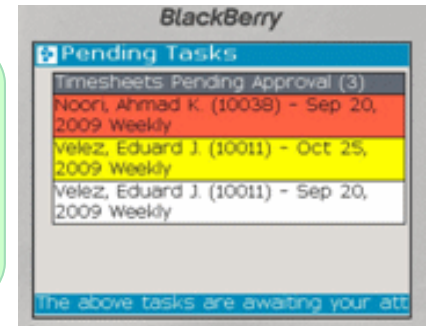 BlackBerry
Pending Tasks
Timesheets Pending Approval (3)
Noori, Ahmad K. (10038) - Sep 20,
2009 Weekly
Velez, Eduard J. (10011) - Oct 25,
2009 Weekly
Velez, Eduard J. (10011) - Sep 20,
2009 Weekly
The above tasks are awaiting your att